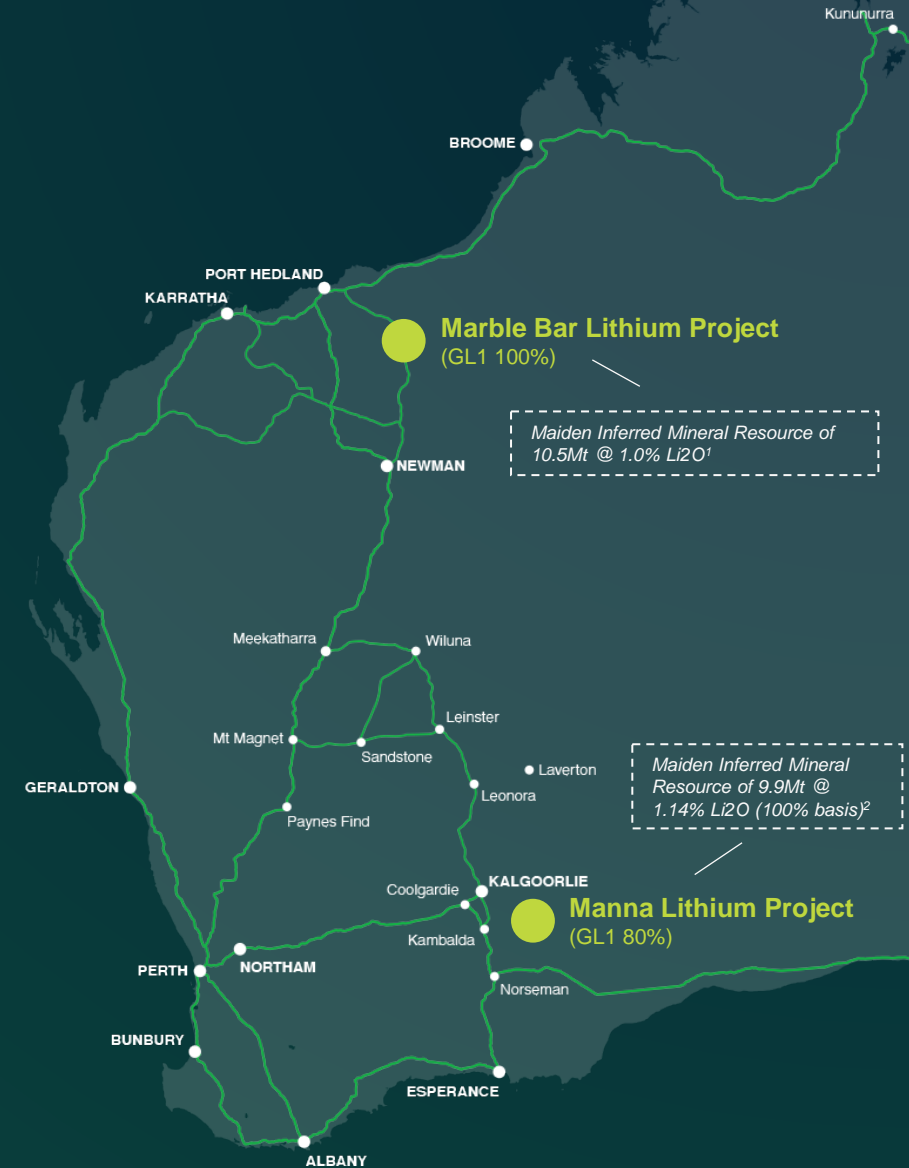 Kununurra
BROOME
PORT HEDLAND
KARRATHA
Marble Bar Lithium Project
(GL1 100%)
Maiden Inferred Mineral Resource of
10.5Mt @ 1.0% Li2O¹
NEWMAN
Meekatharra
Wiluna
Leinster
Mt Magnet
Sandstone
Laverton
Maiden Inferred Mineral
Resource of 9.9Mt @
1.14% Li2O (100% basis)²
GERALDTON
Leonora
Paynes Find
KALGOORLIE
Coolgardie
Manna Lithium Project
(GL1 80%)
Kambalda
NORTHAM
PERTH
Norseman
BUNBURY
ESPERANCE
ALBANY